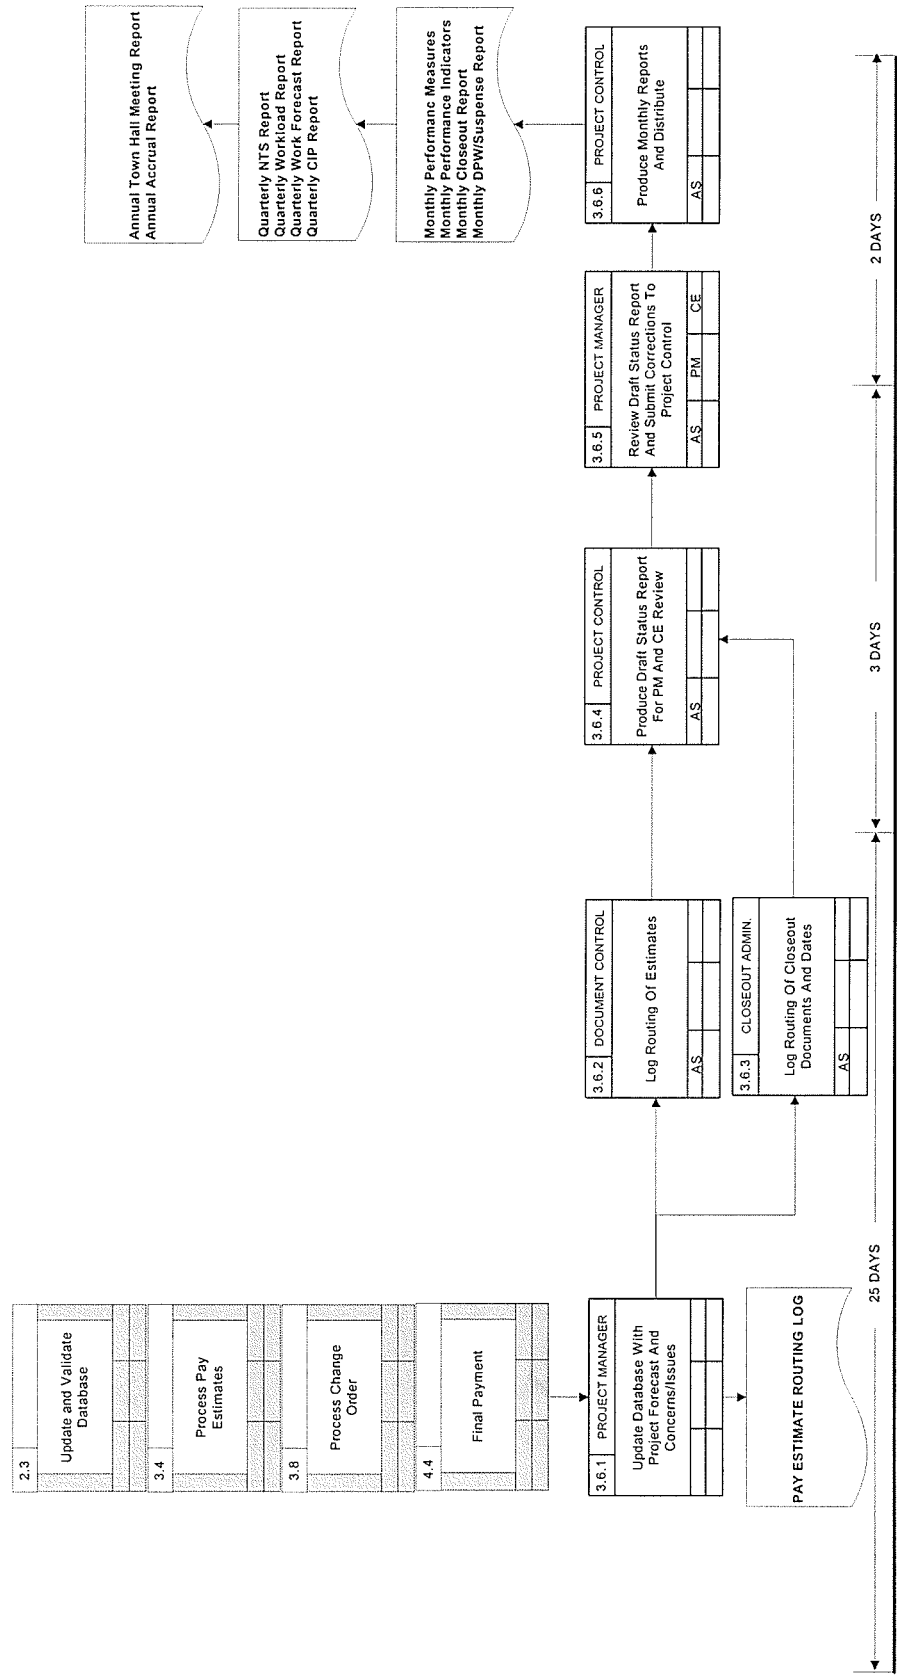 2.3
Update and Validate
Database
3.4
Process Pay
Estimates
3.8
Process Change
Order
4.4
Final Payment
3.6.1 PROJECT MANAGER
Update Database With
Project Forecast And
Concerns/Issues
PAY ESTIMATE ROUTING LOG
3.6.2 DOCUMENT CONTROL
Log Routing Of Estimates
AS
3.6.3 CLOSEOUT ADMIN.
Log Routing Of Closeout
Documents And Dates
AS
3.6.4 PROJECT CONTROL
Produce Draft Status Report
For PM And CE Review
AS
3.6.5 PROJECT MANAGER
Review Draft Status Report
And Submit Corrections To
Project Control
AS PM CE
3.6.6 PROJECT CONTROL
Produce Monthly Reports
And Distribute
AS
Monthly Performanc Measures
Monthly Performance Indicators
Monthly Closeout Report
Monthly DPW/Suspense Report
Quarterly NTS Report
Quarterly Workload Report
Quarterly Work Forecast Report
Quarterly CIP Report
Annual Town Hall Meeting Report
Annual Accrual Report
25 DAYS
3 DAYS
2 DAYS